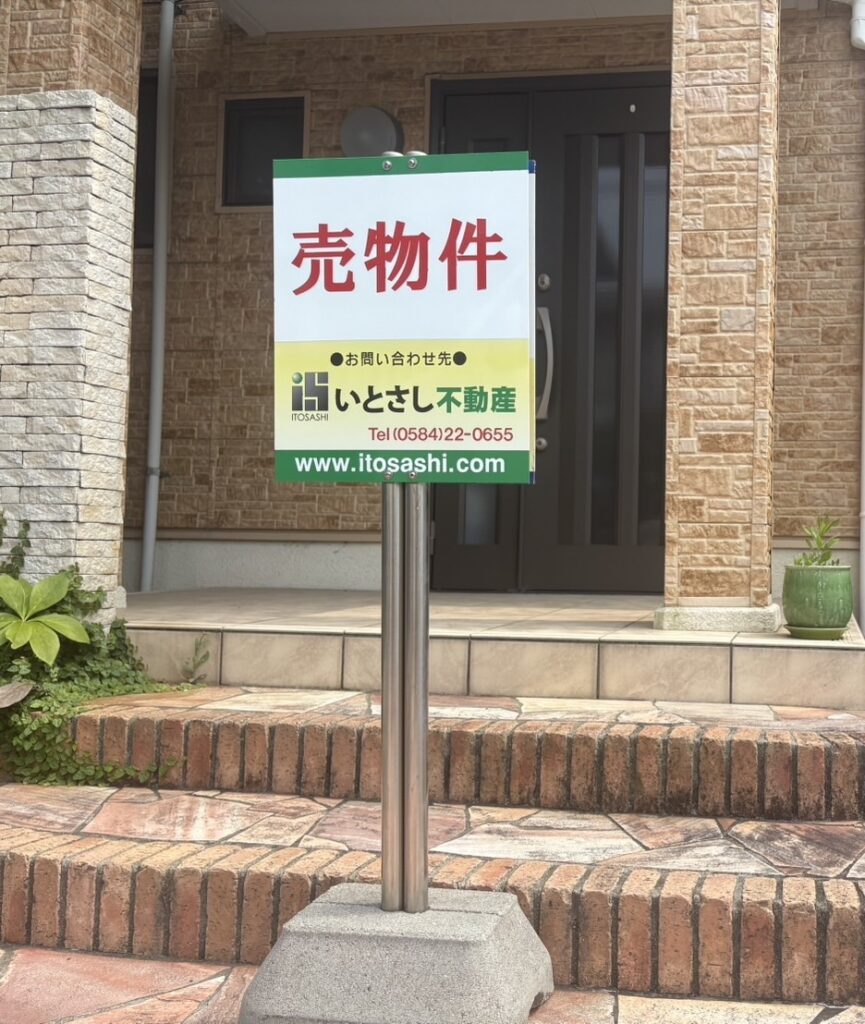 売物件
●お問い合わせ先●
いとさし不動産
ITOSASHI
Tel(0584)22-0655
www.itosashi.com